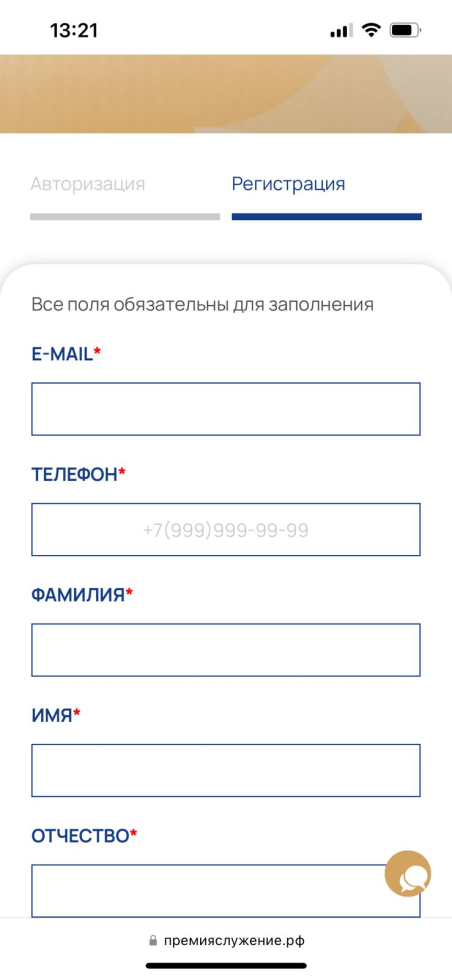 13:21
Авторизация
Регистрация
Все поля обязательны для заполнения
E-MAIL*
ТЕЛЕФОН*
+7(999)999-99-99
ФАМИЛИЯ*
ИМЯ*
ОТЧЕСТВО*
премияслужение.рф